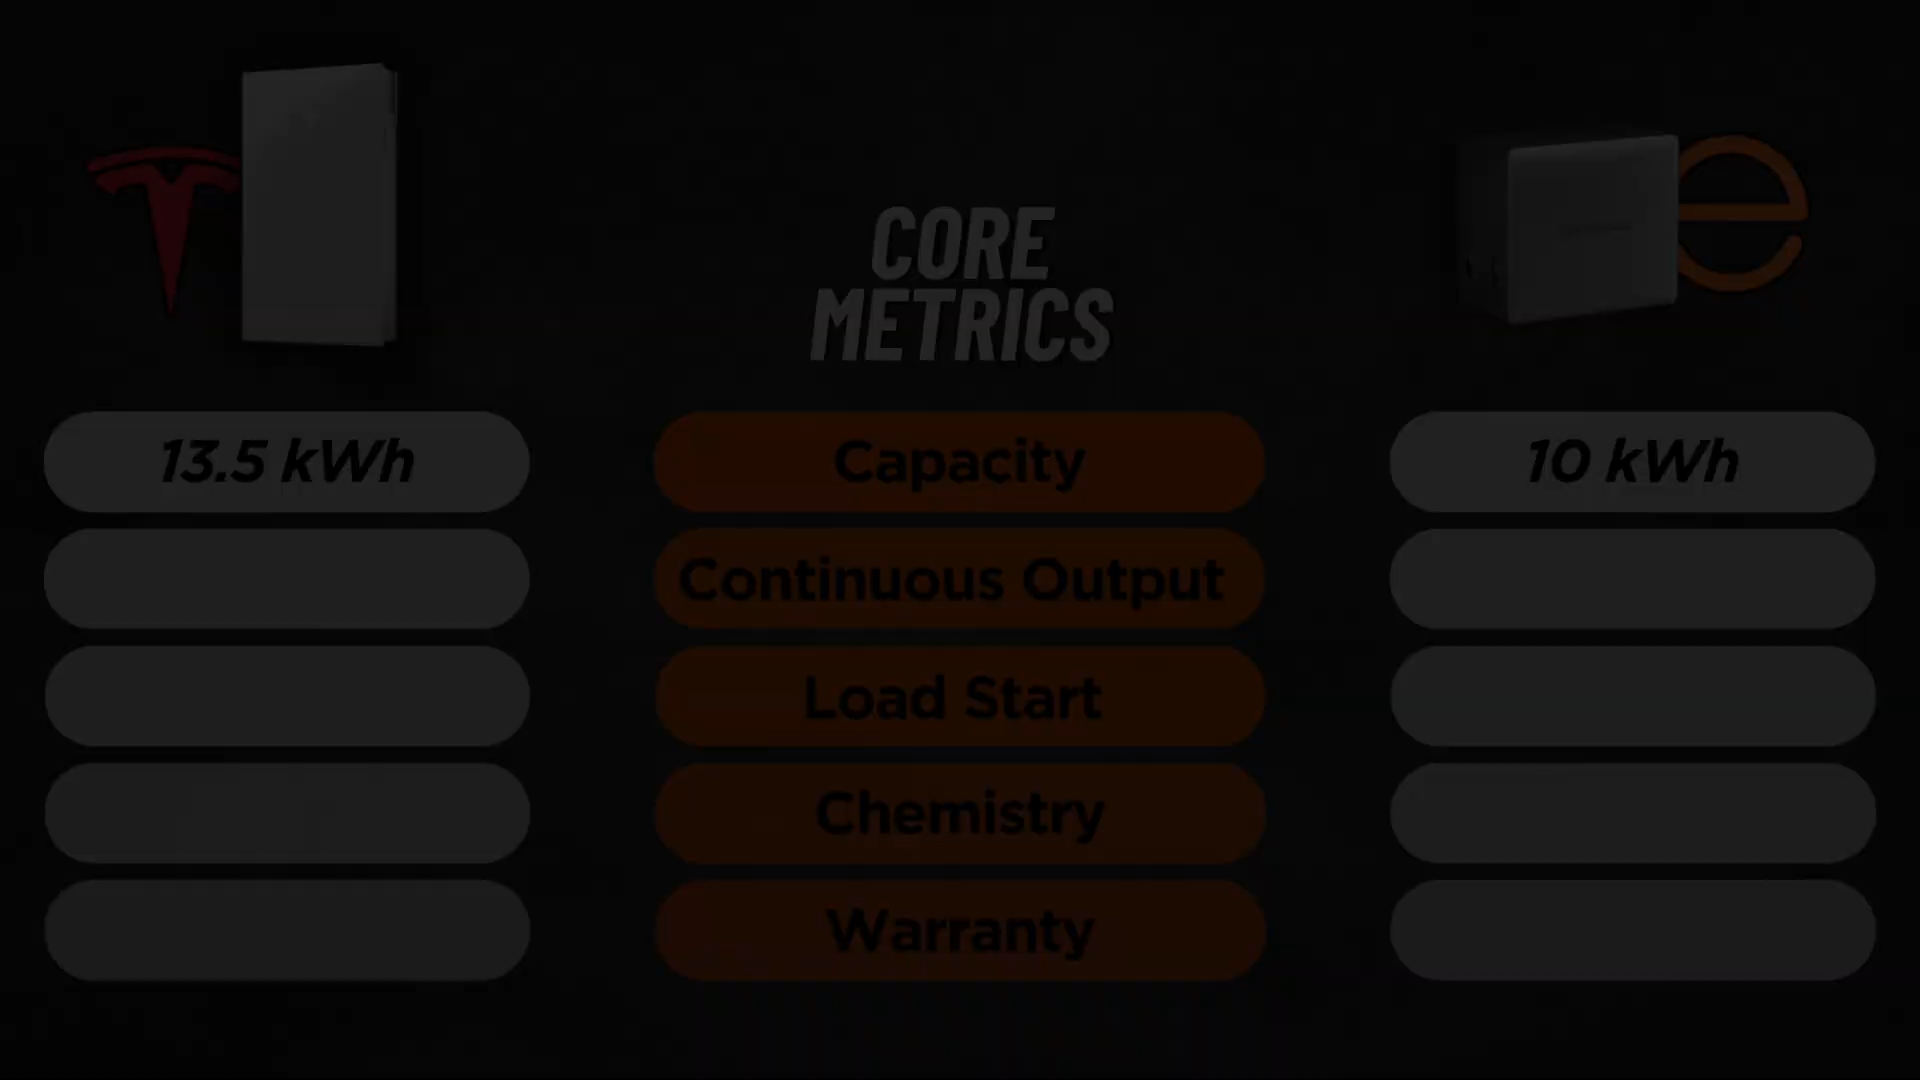 CORE
METRICS
13.5 kWh
Capacity
10 kWh
Continuous Output
Load Start
Chemistry
Warranty